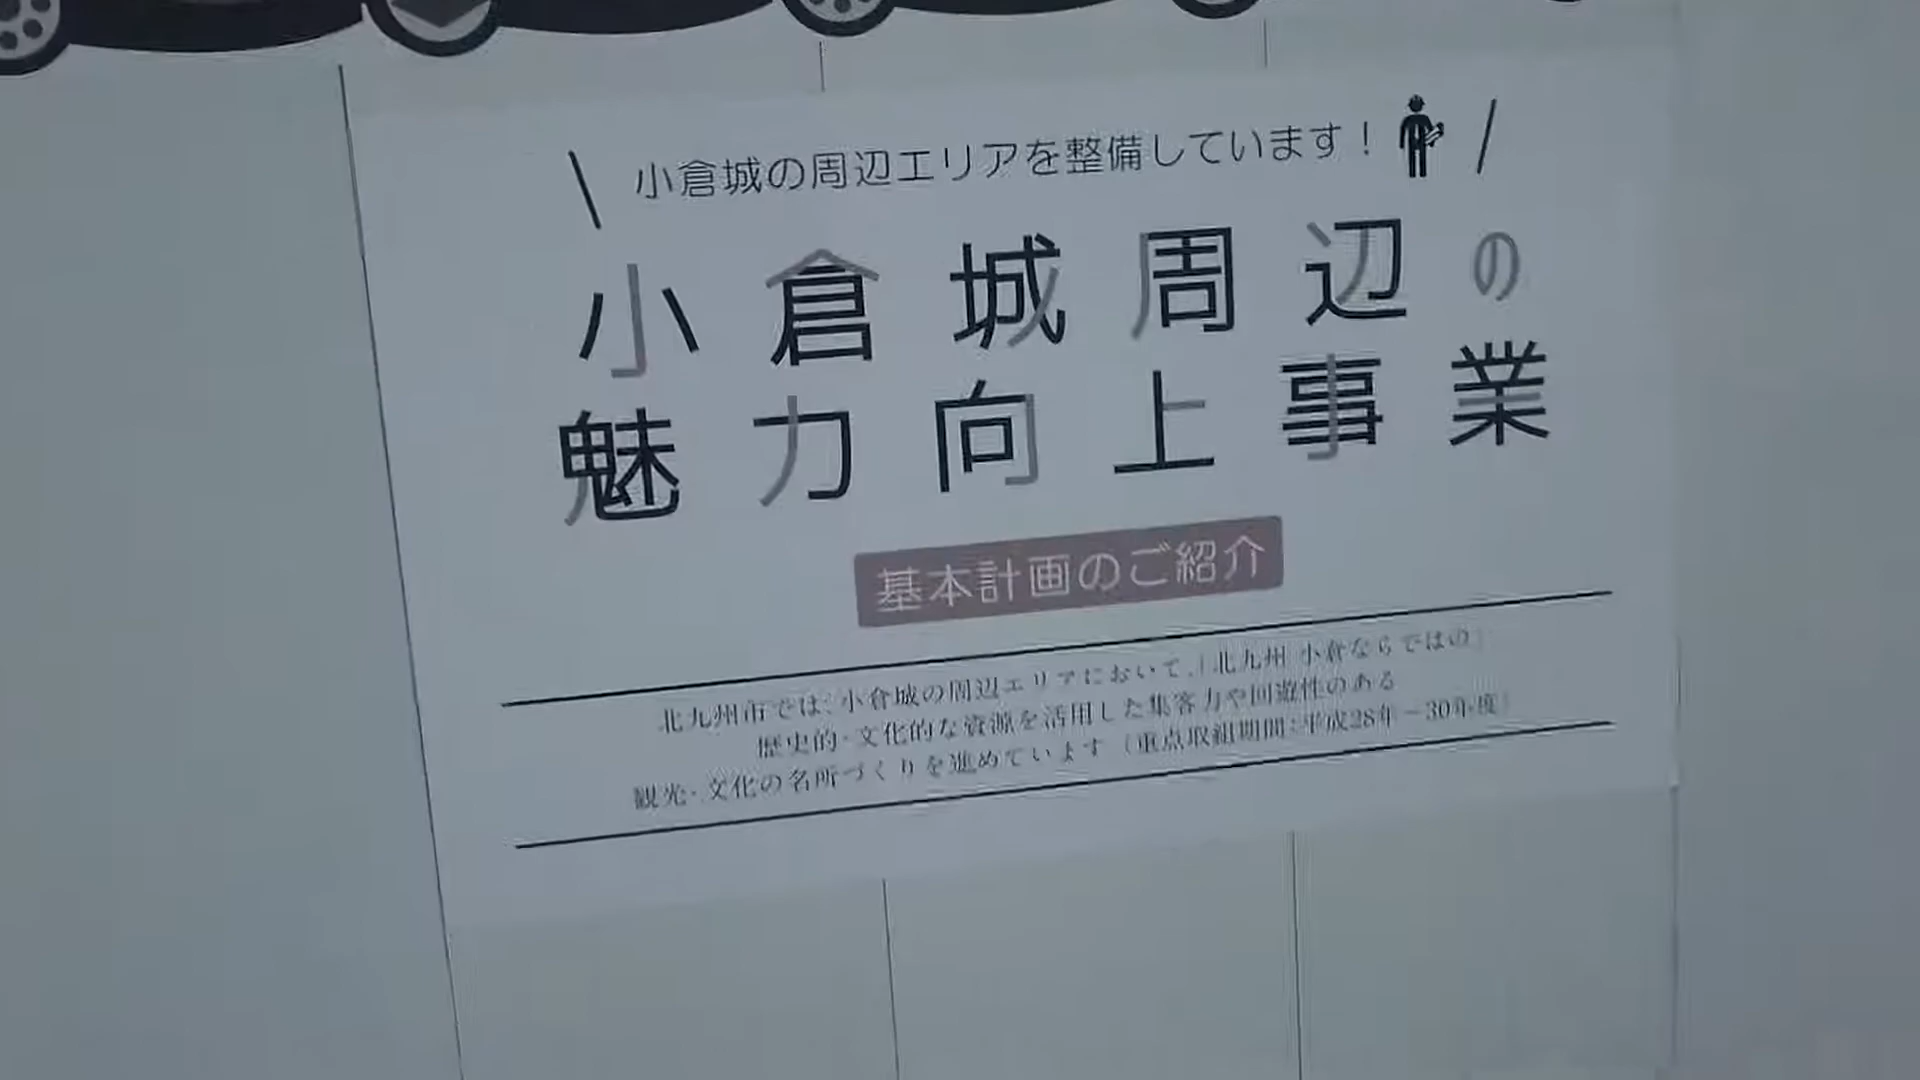 小倉城の周辺エリアを整備しています！
小倉城周辺の
魅力向上事業
基本計画のご紹介
北九州市では、小倉城の周辺エリアにおいて、「北九州・小倉ならではの」
歴史的・文化的な資源を活用した集客力や回遊性のある
観光・文化の名所づくりを進めています（重点取組期間：平成28年～30年度）